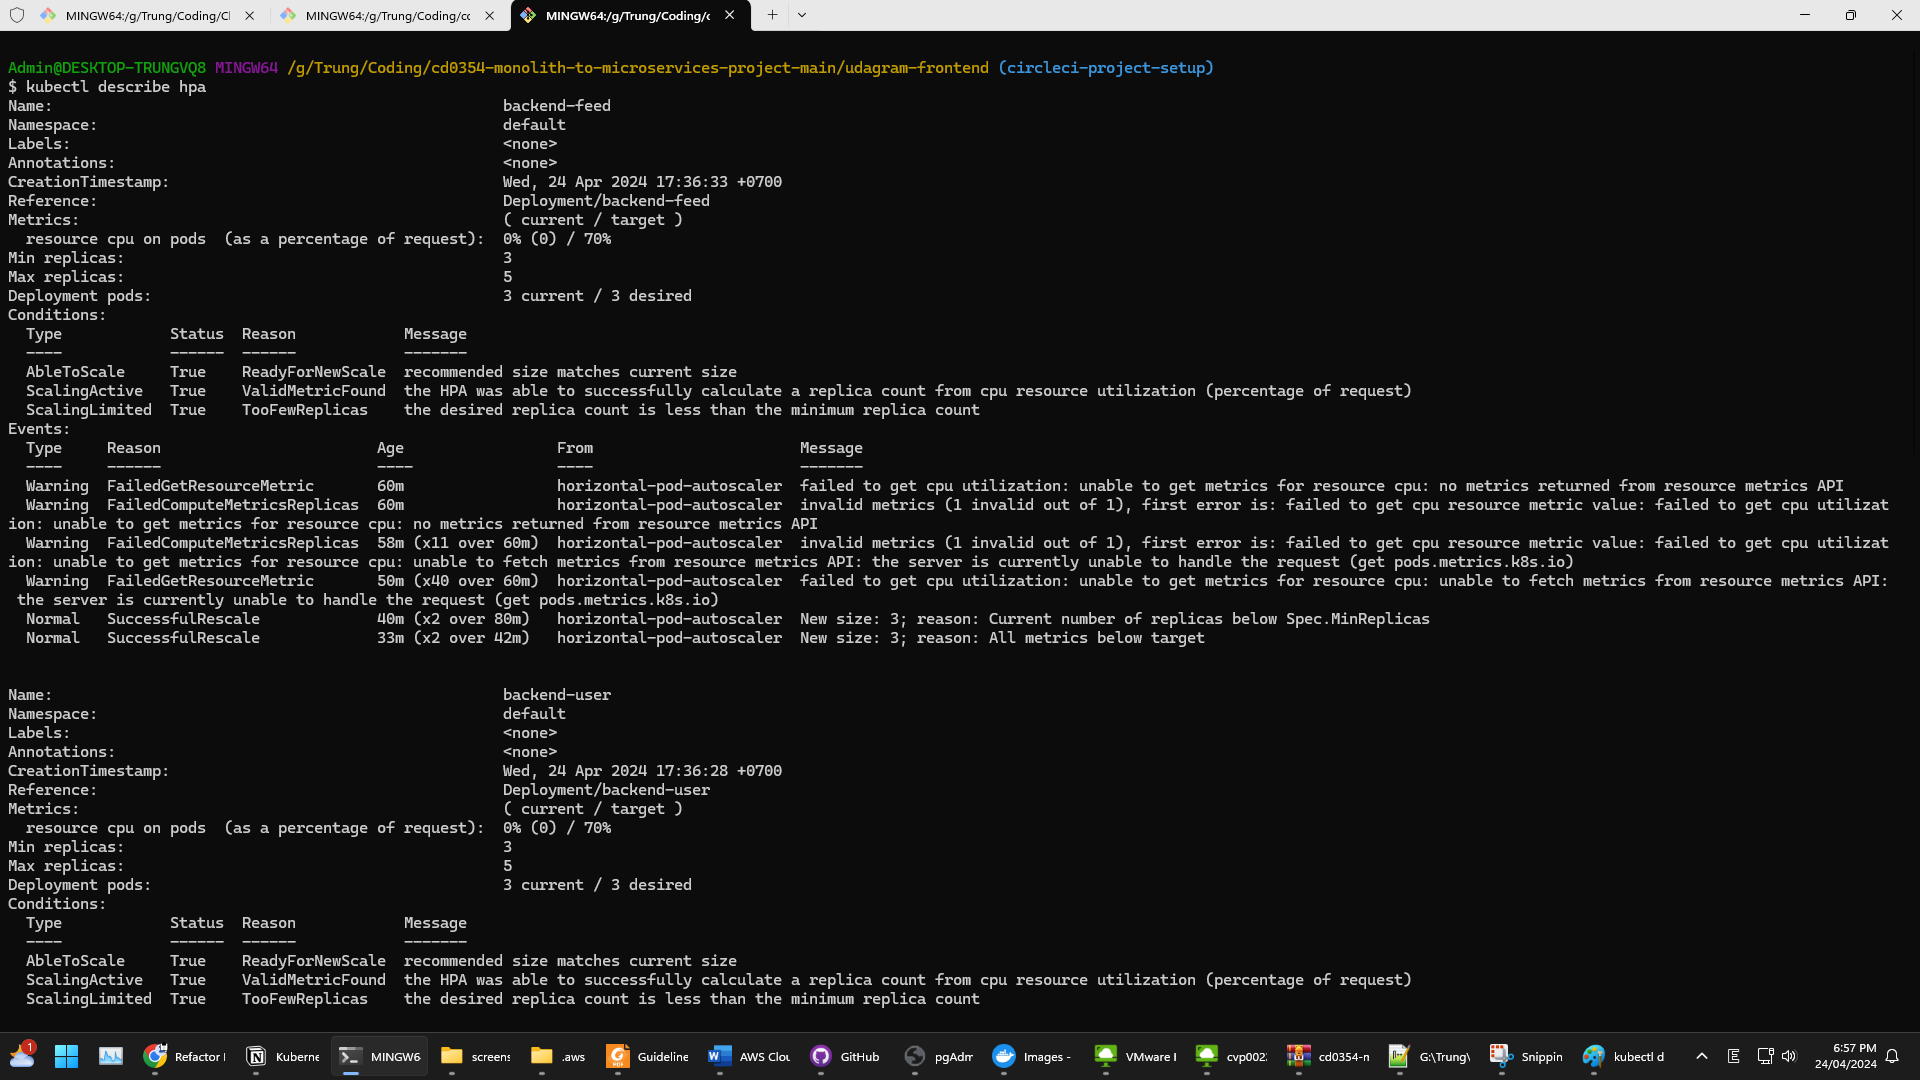 MINGW64:/g/Trung/Coding/Cl
MINGW64:/g/Trung/Coding/cc
MINGW64:/g/Trung/Coding/c
Admin@DESKTOP-TRUNGVQ8 MINGW64 /g/Trung/Coding/cd0354-monolith-to-microservices-project-main/udagram-frontend (circleci-project-setup)
$ kubectl describe hpa
Name: backend-feed
Namespace: default
Labels: <none>
Annotations: <none>
CreationTimestamp: Wed, 24 Apr 2024 17:36:33 +0700
Reference: Deployment/backend-feed
Metrics: ( current / target )
resource cpu on pods (as a percentage of request): 0% (0) / 70%
Min replicas: 3
Max replicas: 5
Deployment pods: 3 current / 3 desired
Conditions:
Type Status Reason Message
---- ------ ------ -------
AbleToScale True ReadyForNewScale recommended size matches current size
ScalingActive True ValidMetricFound the HPA was able to successfully calculate a replica count from cpu resource utilization (percentage of request)
ScalingLimited True TooFewReplicas the desired replica count is less than the minimum replica count
Events:
Type Reason Age From Message
---- ------ ---- ---- -------
Warning FailedGetResourceMetric 60m horizontal-pod-autoscaler failed to get cpu utilization: unable to get metrics for resource cpu: no metrics returned from resource metrics API
Warning FailedComputeMetricsReplicas 60m horizontal-pod-autoscaler invalid metrics (1 invalid out of 1), first error is: failed to get cpu resource metric value: failed to get cpu utilizat
ion: unable to get metrics for resource cpu: no metrics returned from resource metrics API
Warning FailedComputeMetricsReplicas 58m (x11 over 60m) horizontal-pod-autoscaler invalid metrics (1 invalid out of 1), first error is: failed to get cpu resource metric value: failed to get cpu utilizat
ion: unable to get metrics for resource cpu: unable to fetch metrics from resource metrics API: the server is currently unable to handle the request (get pods.metrics.k8s.io)
Warning FailedGetResourceMetric 50m (x40 over 60m) horizontal-pod-autoscaler failed to get cpu utilization: unable to get metrics for resource cpu: unable to fetch metrics from resource metrics API:
the server is currently unable to handle the request (get pods.metrics.k8s.io)
Normal SuccessfulRescale 40m (x2 over 80m) horizontal-pod-autoscaler New size: 3; reason: Current number of replicas below Spec.MinReplicas
Normal SuccessfulRescale 33m (x2 over 42m) horizontal-pod-autoscaler New size: 3; reason: All metrics below target
Name: backend-user
Namespace: default
Labels: <none>
Annotations: <none>
CreationTimestamp: Wed, 24 Apr 2024 17:36:28 +0700
Reference: Deployment/backend-user
Metrics: ( current / target )
resource cpu on pods (as a percentage of request): 0% (0) / 70%
Min replicas: 3
Max replicas: 5
Deployment pods: 3 current / 3 desired
Conditions:
Type Status Reason Message
---- ------ ------ -------
AbleToScale True ReadyForNewScale recommended size matches current size
ScalingActive True ValidMetricFound the HPA was able to successfully calculate a replica count from cpu resource utilization (percentage of request)
ScalingLimited True TooFewReplicas the desired replica count is less than the minimum replica count
1 Refactor Kuberne MINGW6 screens .aws Guideline AWS Clou GitHub pgAdm Images - VMware cvp002 cd0354-m G:\Trung\ Snippin kubectl d E 6:57 PM
24/04/2024